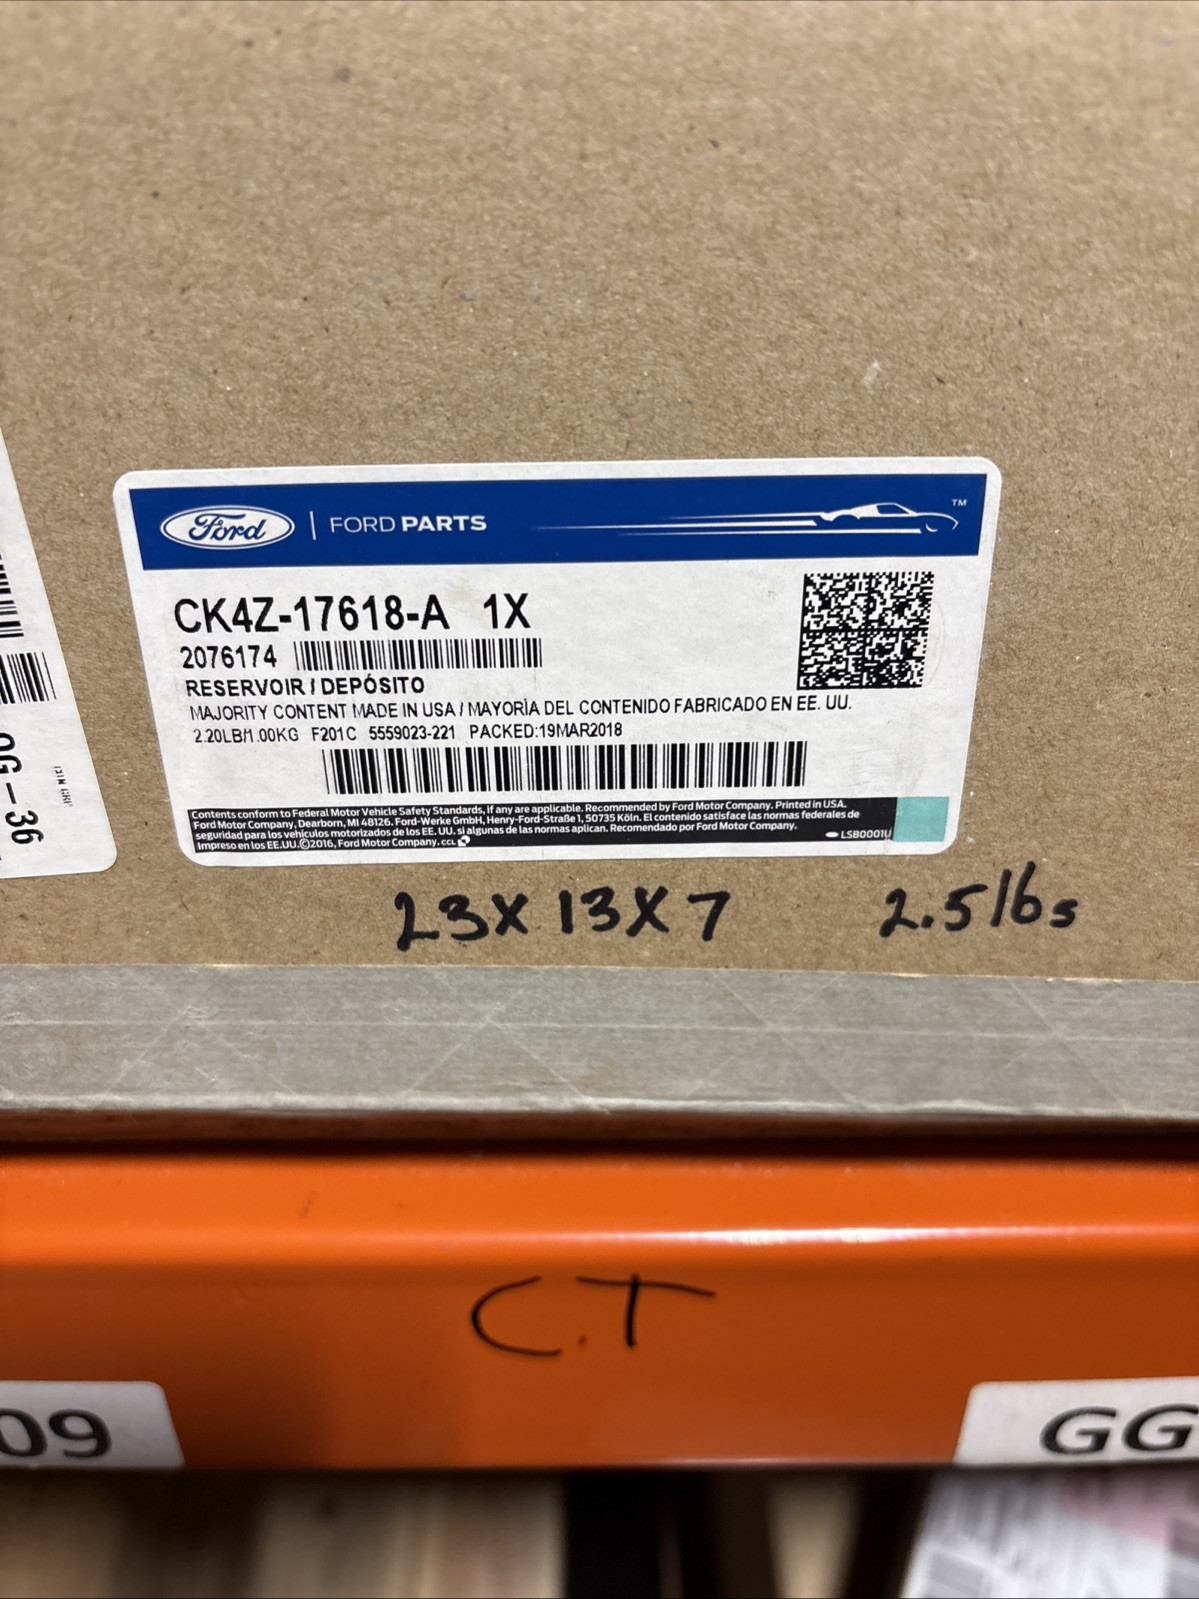 Ford | FORD PARTS ™
CK4Z-17618-A 1X
2076174
RESERVOIR / DEPÓSITO
MAJORITY CONTENT MADE IN USA / MAYORÍA DEL CONTENIDO FABRICADO EN EE. UU.
2.20LB/1.00KG F201C 5559023-221 PACKED:19MAR2018
Contents conform to Federal Motor Vehicle Safety Standards, if any are applicable. Recommended by Ford Motor Company. Printed in USA.
Ford Motor Company, Dearborn, MI 48126. Ford-Werke GmbH, Henry-Ford-Straße 1, 50735 Köln. El contenido satisface las normas federales de
seguridad para los vehículos motorizados de los EE. UU. si algunas de las normas aplican. Recomendado por Ford Motor Company.
Impreso en los EE.UU.©2016, Ford Motor Company. CCL
LSB0001U
OG-36
23X13X7 2.5lbs
C.T
09
GG